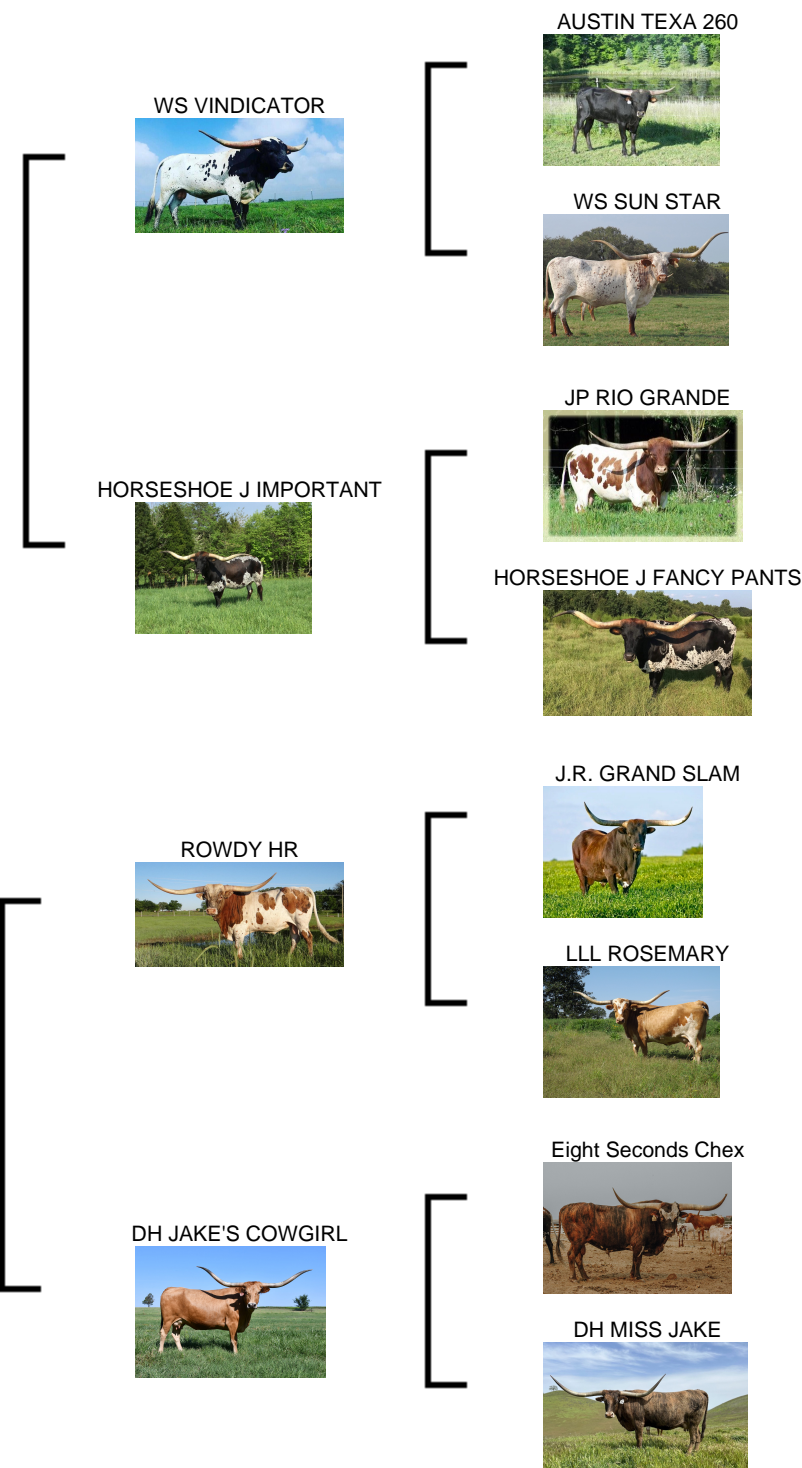 AUSTIN TEXA 260
WS VINDICATOR
WS SUN STAR
JP RIO GRANDE
HORSESHOE J IMPORTANT
HORSESHOE J FANCY PANTS
J.R. GRAND SLAM
ROWDY HR
LLL ROSEMARY
Eight Seconds Chex
DH JAKE'S COWGIRL
DH MISS JAKE